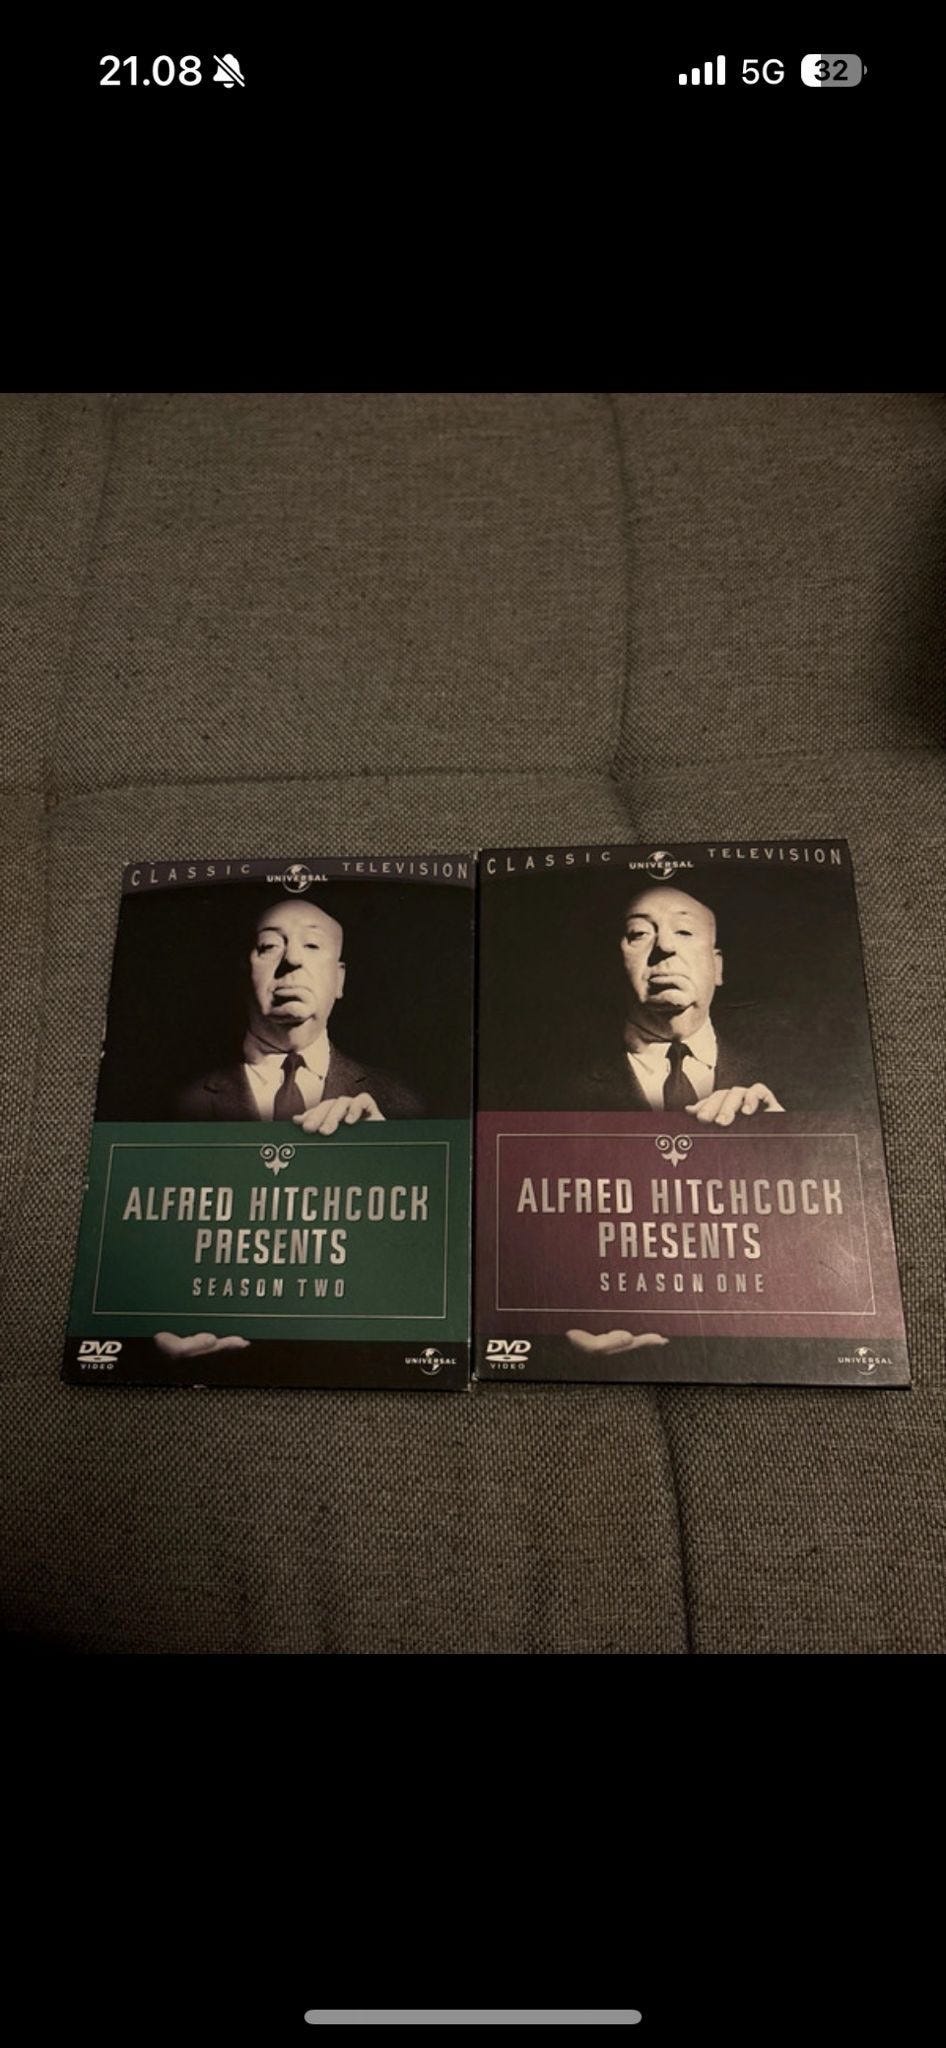 21.08
5G
32
CLASSIC UNIVERSAL TELEVISION
ALFRED HITCHCOCK
PRESENTS
SEASON TWO
DVD
VIDEO
UNIVERSAL
CLASSIC UNIVERSAL TELEVISION
ALFRED HITCHCOCK
PRESENTS
SEASON ONE
DVD
VIDEO
UNIVERSAL